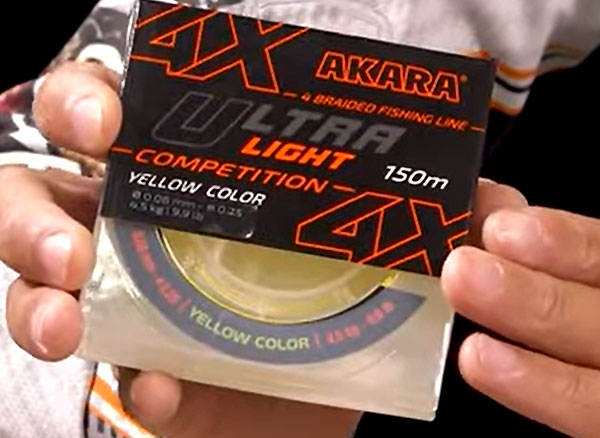 4X
AKARA®
4 BRAIDED FISHING LINE
ULTRA
LIGHT
COMPETITION
150m
YELLOW COLOR
4X
YELLOW COLOR